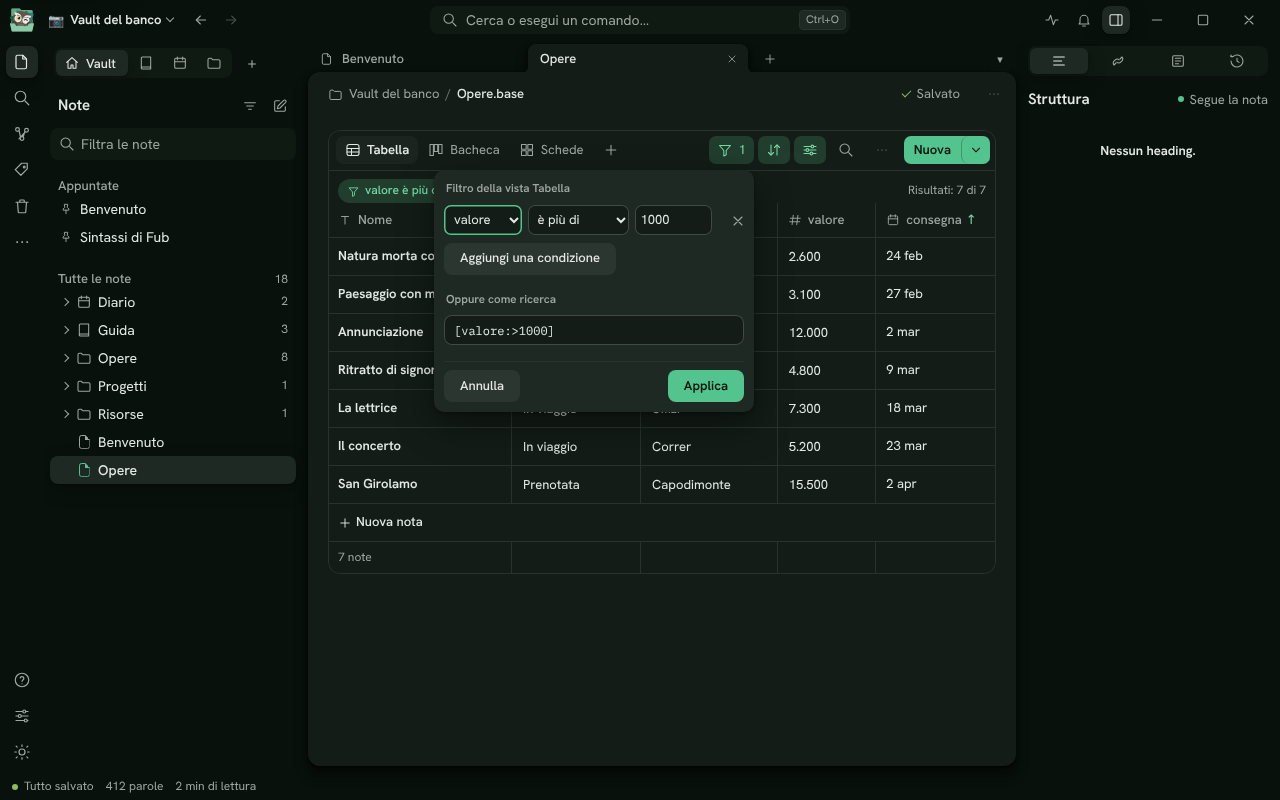 Vault del banco
Cerca o esegui un comando…
Ctrl+O
Vault
Benvenuto
Opere
Note
Filtra le note
Appuntate
Benvenuto
Sintassi di Fub
Tutte le note 18
Diario 2
Guida 3
Opere 8
Progetti 1
Risorse 1
Benvenuto
Opere
Vault del banco / Opere.base
Salvato
Tabella
Bacheca
Schede
1
Nuova
valore è più
Risultati: 7 di 7
Filtro della vista Tabella
valore è più di 1000
Aggiungi una condizione
Oppure come ricerca
[valore:>1000]
Annulla
Applica
Nome valore consegna
Natura morta 2.600 24 feb
Paesaggio con 3.100 27 feb
Annunciazione 12.000 2 mar
Ritratto di 4.800 9 mar
La lettrice 7.300 18 mar
Il concerto In viaggio Correr 5.200 23 mar
San Girolamo Prenotata Capodimonte 15.500 2 apr
Nuova nota
7 note
Struttura
Segue la nota
Nessun heading.
Tutto salvato 412 parole 2 min di lettura